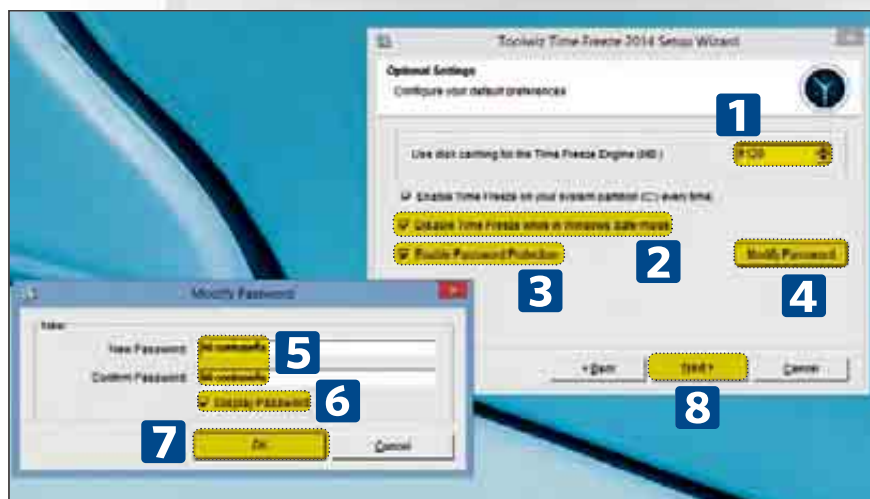 Toolwiz Time Freeze 2014 Setup Wizard
Optional Settings
Configure your default preferences
1
Use disk caching for the Time Freeze Engine (MB)
Enable Time Freeze on your system partition (C:) every time.
Disable Time Freeze while in Windows Safe mode
2
Enable Password Protection
3
Modify Password
4
< Back
Next >
Cancel
8
Modify Password
New
New Password
5
Confirm Password
Display Password
6
7
OK
Cancel